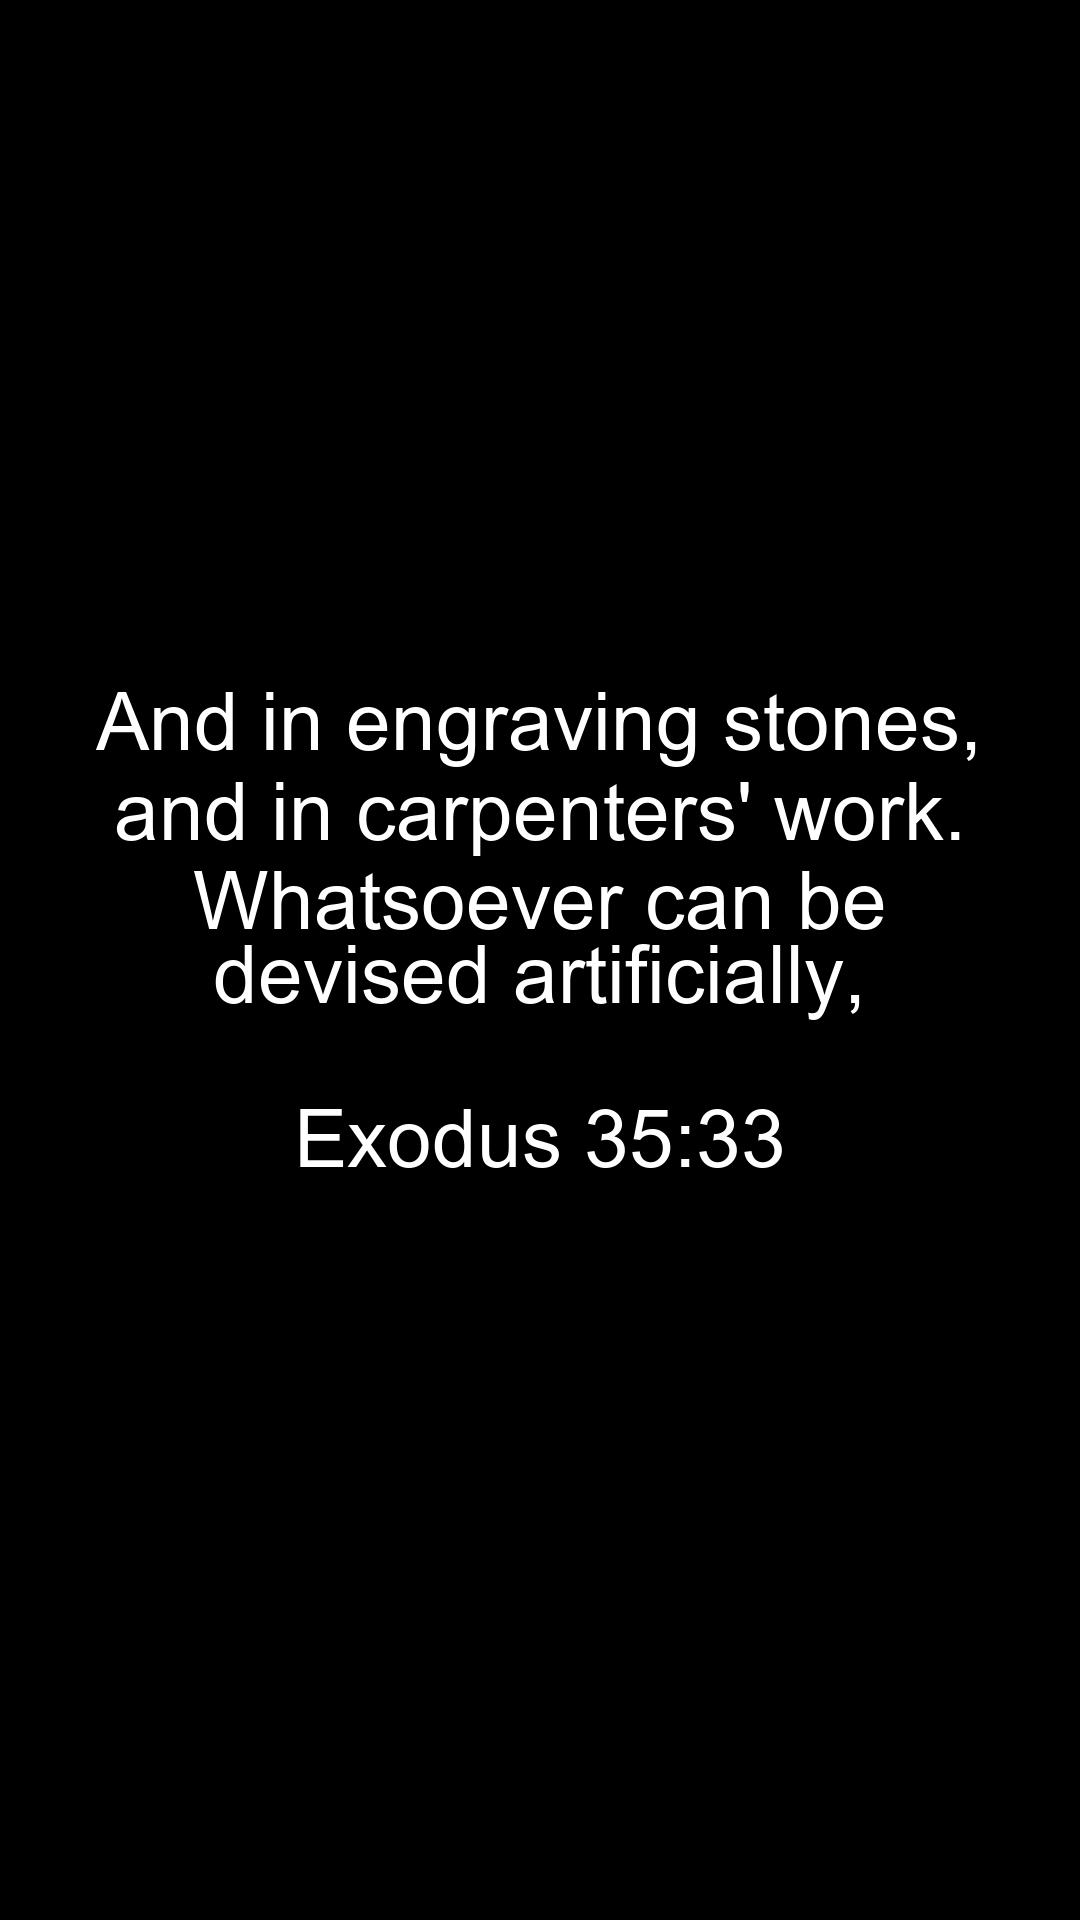 And in engraving stones,
and in carpenters' work.
Whatsoever can be
devised artificially,
Exodus 35:33